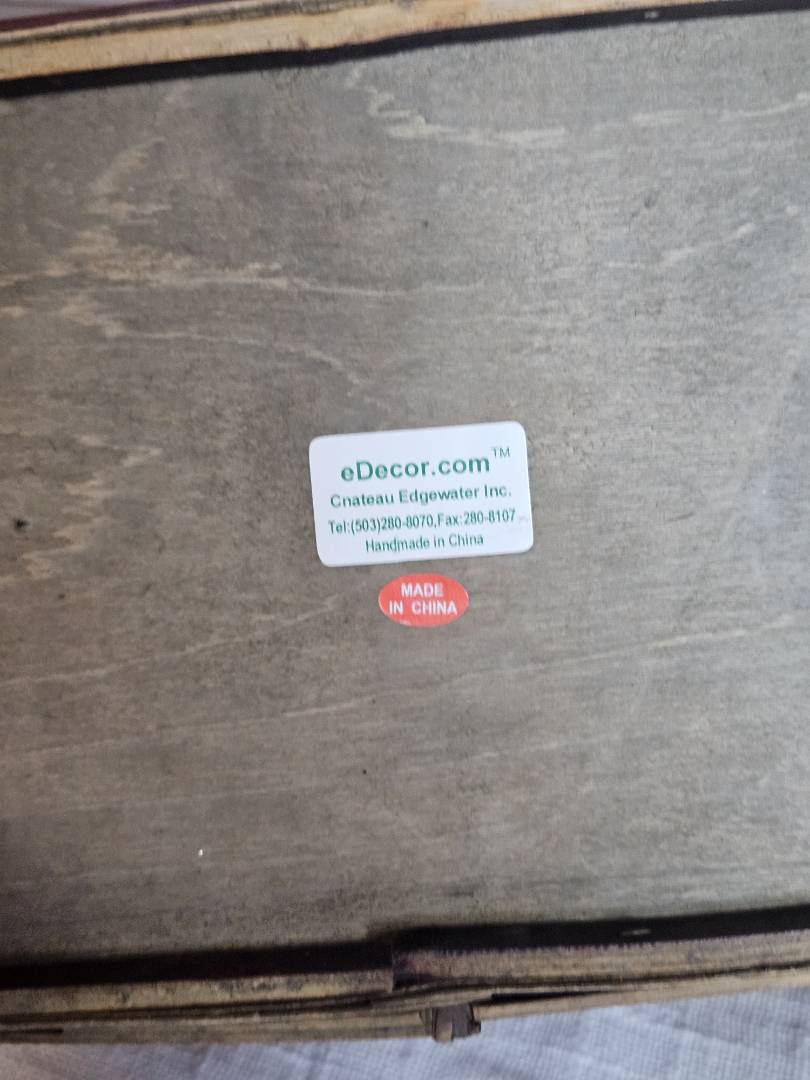 eDecor.com™
Cnateau Edgewater Inc.
Tel:(503)280-8070,Fax:280-8107
Handmade in China
MADE
IN CHINA